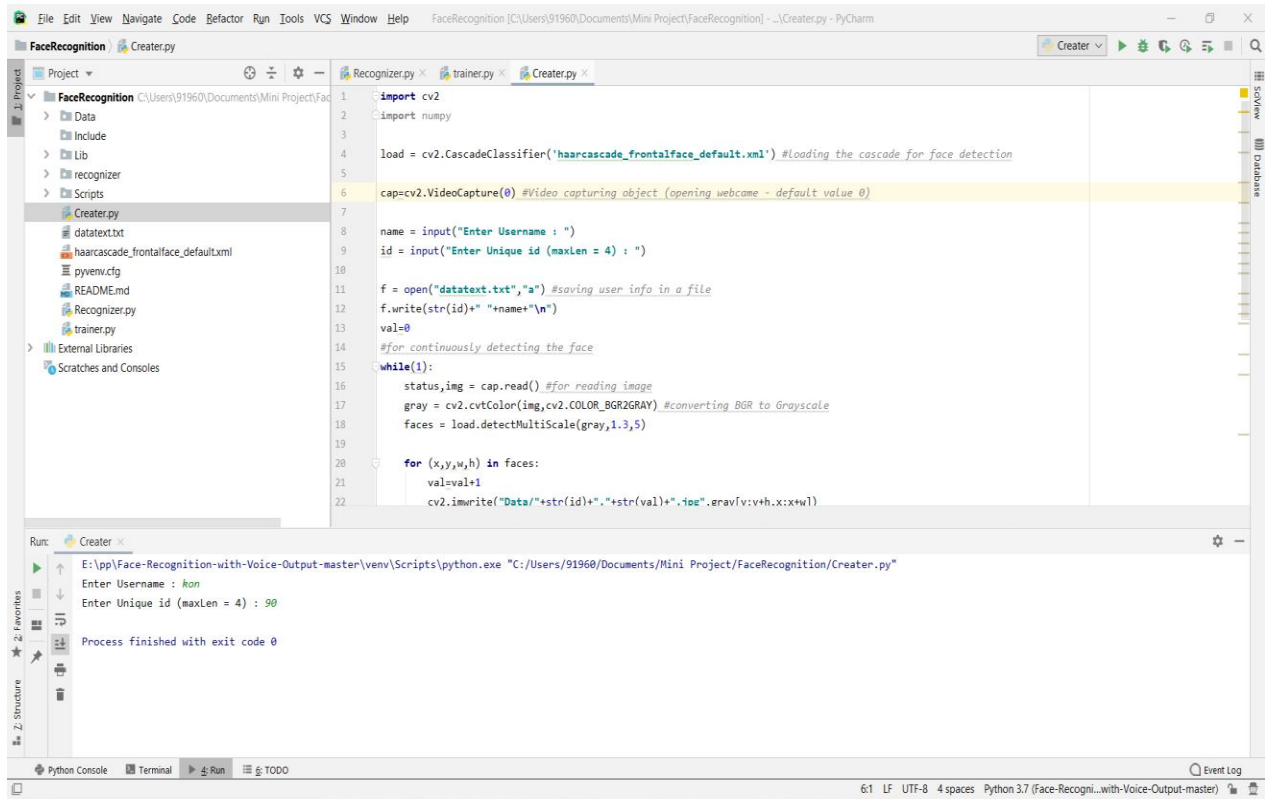 File Edit View Navigate Code Refactor Run Tools VCS Window Help FaceRecognition [C:\Users\91960\Documents\Mini Project\FaceRecognition] - ...\Creater.py - PyCharm
FaceRecognition Creater.py Creater
Project Recognizer.py trainer.py Creater.py
1: Project
FaceRecognition C:\Users\91960\Documents\Mini Project\Fac
Data
Include
Lib
recognizer
Scripts
Creater.py
datatext.txt
haarcascade_frontalface_default.xml
pyvenv.cfg
README.md
Recognizer.py
trainer.py
External Libraries
Scratches and Consoles
1 import cv2
2 import numpy
3
4 load = cv2.CascadeClassifier('haarcascade_frontalface_default.xml') #loading the cascade for face detection
5
6 cap=cv2.VideoCapture(0) #Video capturing object (opening webcame - default value 0)
7
8 name = input("Enter Username : ")
9 id = input("Enter Unique id (maxLen = 4) : ")
10
11 f = open("datatext.txt","a") #saving user info in a file
12 f.write(str(id)+" "+name+"\n")
13 val=0
14 #for continuously detecting the face
15 while(1):
16 status,img = cap.read() #for reading image
17 gray = cv2.cvtColor(img,cv2.COLOR_BGR2GRAY) #converting BGR to Grayscale
18 faces = load.detectMultiScale(gray,1.3,5)
19
20 for (x,y,w,h) in faces:
21 val=val+1
22 cv2.imwrite("Data/"+str(id)+"."+str(val)+".jpg",gray[y:y+h,x:x+w])
SciView
Database
Run: Creater
E:\pp\Face-Recognition-with-Voice-Output-master\venv\Scripts\python.exe "C:/Users/91960/Documents/Mini Project/FaceRecognition/Creater.py"
Enter Username : kon
Enter Unique id (maxLen = 4) : 90
Process finished with exit code 0
2: Favorites
Z: Structure
Python Console Terminal 4: Run 6: TODO Event Log
6:1 LF UTF-8 4 spaces Python 3.7 (Face-Recogni...with-Voice-Output-master)